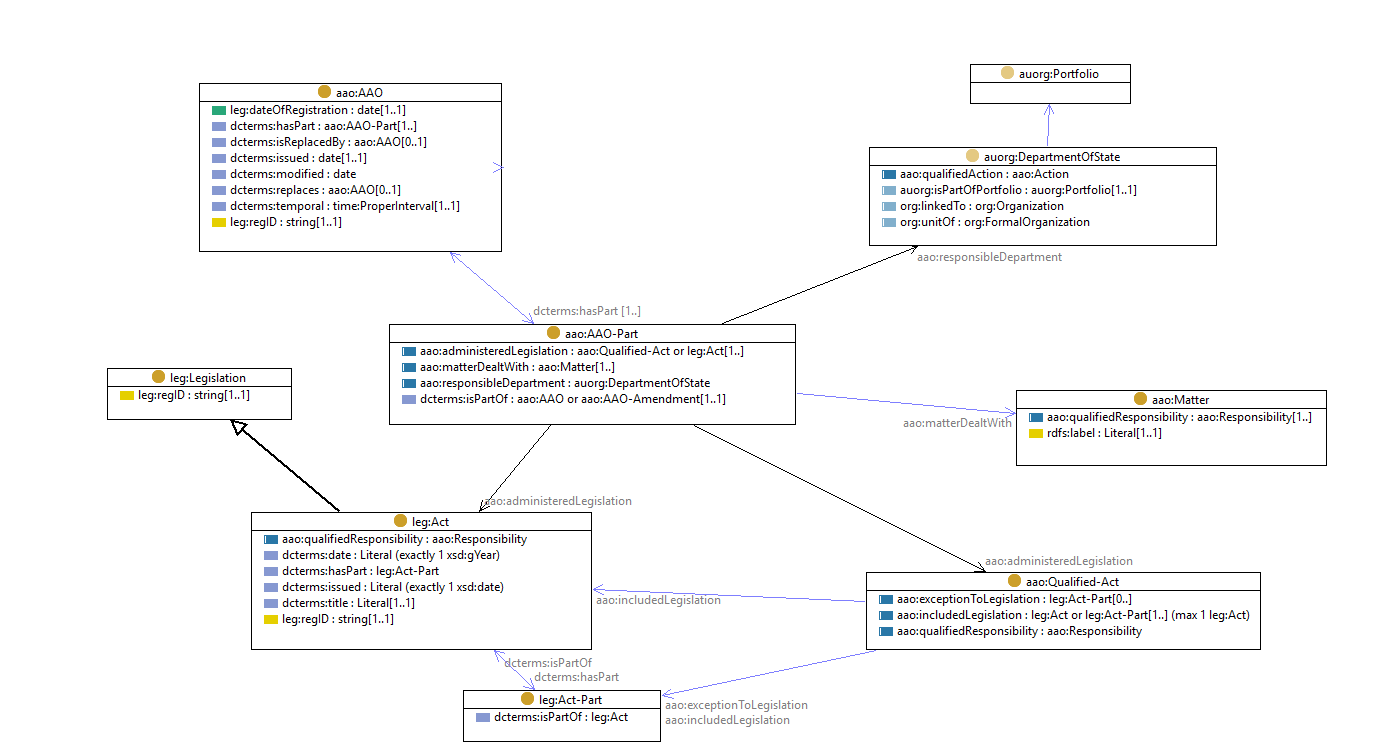 auorg:Portfolio
aao:AAO
leg:dateOfRegistration : date[1..1]
dcterms:hasPart : aao:AAO-Part[1..]
dcterms:isReplacedBy : aao:AAO[0..1]
dcterms:issued : date[1..1]
dcterms:modified : date
dcterms:replaces : aao:AAO[0..1]
dcterms:temporal : time:ProperInterval[1..1]
leg:regID : string[1..1]
auorg:DepartmentOfState
aao:qualifiedAction : aao:Action
auorg:isPartOfPortfolio : auorg:Portfolio[1..1]
org:linkedTo : org:Organization
org:unitOf : org:FormalOrganization
aao:responsibleDepartment
dcterms:hasPart [1..]
aao:AAO-Part
aao:administeredLegislation : aao:Qualified-Act or leg:Act[1..]
aao:matterDealtWith : aao:Matter[1..]
aao:responsibleDepartment : auorg:DepartmentOfState
dcterms:isPartOf : aao:AAO or aao:AAO-Amendment[1..1]
leg:Legislation
leg:regID : string[1..1]
aao:Matter
aao:qualifiedResponsibility : aao:Responsibility[1..]
rdfs:label : Literal[1..1]
aao:matterDealtWith
aao:administeredLegislation
leg:Act
aao:qualifiedResponsibility : aao:Responsibility
dcterms:date : Literal (exactly 1 xsd:gYear)
dcterms:hasPart : leg:Act-Part
dcterms:issued : Literal (exactly 1 xsd:date)
dcterms:title : Literal[1..1]
leg:regID : string[1..1]
aao:administeredLegislation
aao:Qualified-Act
aao:exceptionToLegislation : leg:Act-Part[0..]
aao:includedLegislation : leg:Act or leg:Act-Part[1..] (max 1 leg:Act)
aao:qualifiedResponsibility : aao:Responsibility
aao:includedLegislation
dcterms:isPartOf
dcterms:hasPart
leg:Act-Part
dcterms:isPartOf : leg:Act
aao:exceptionToLegislation
aao:includedLegislation